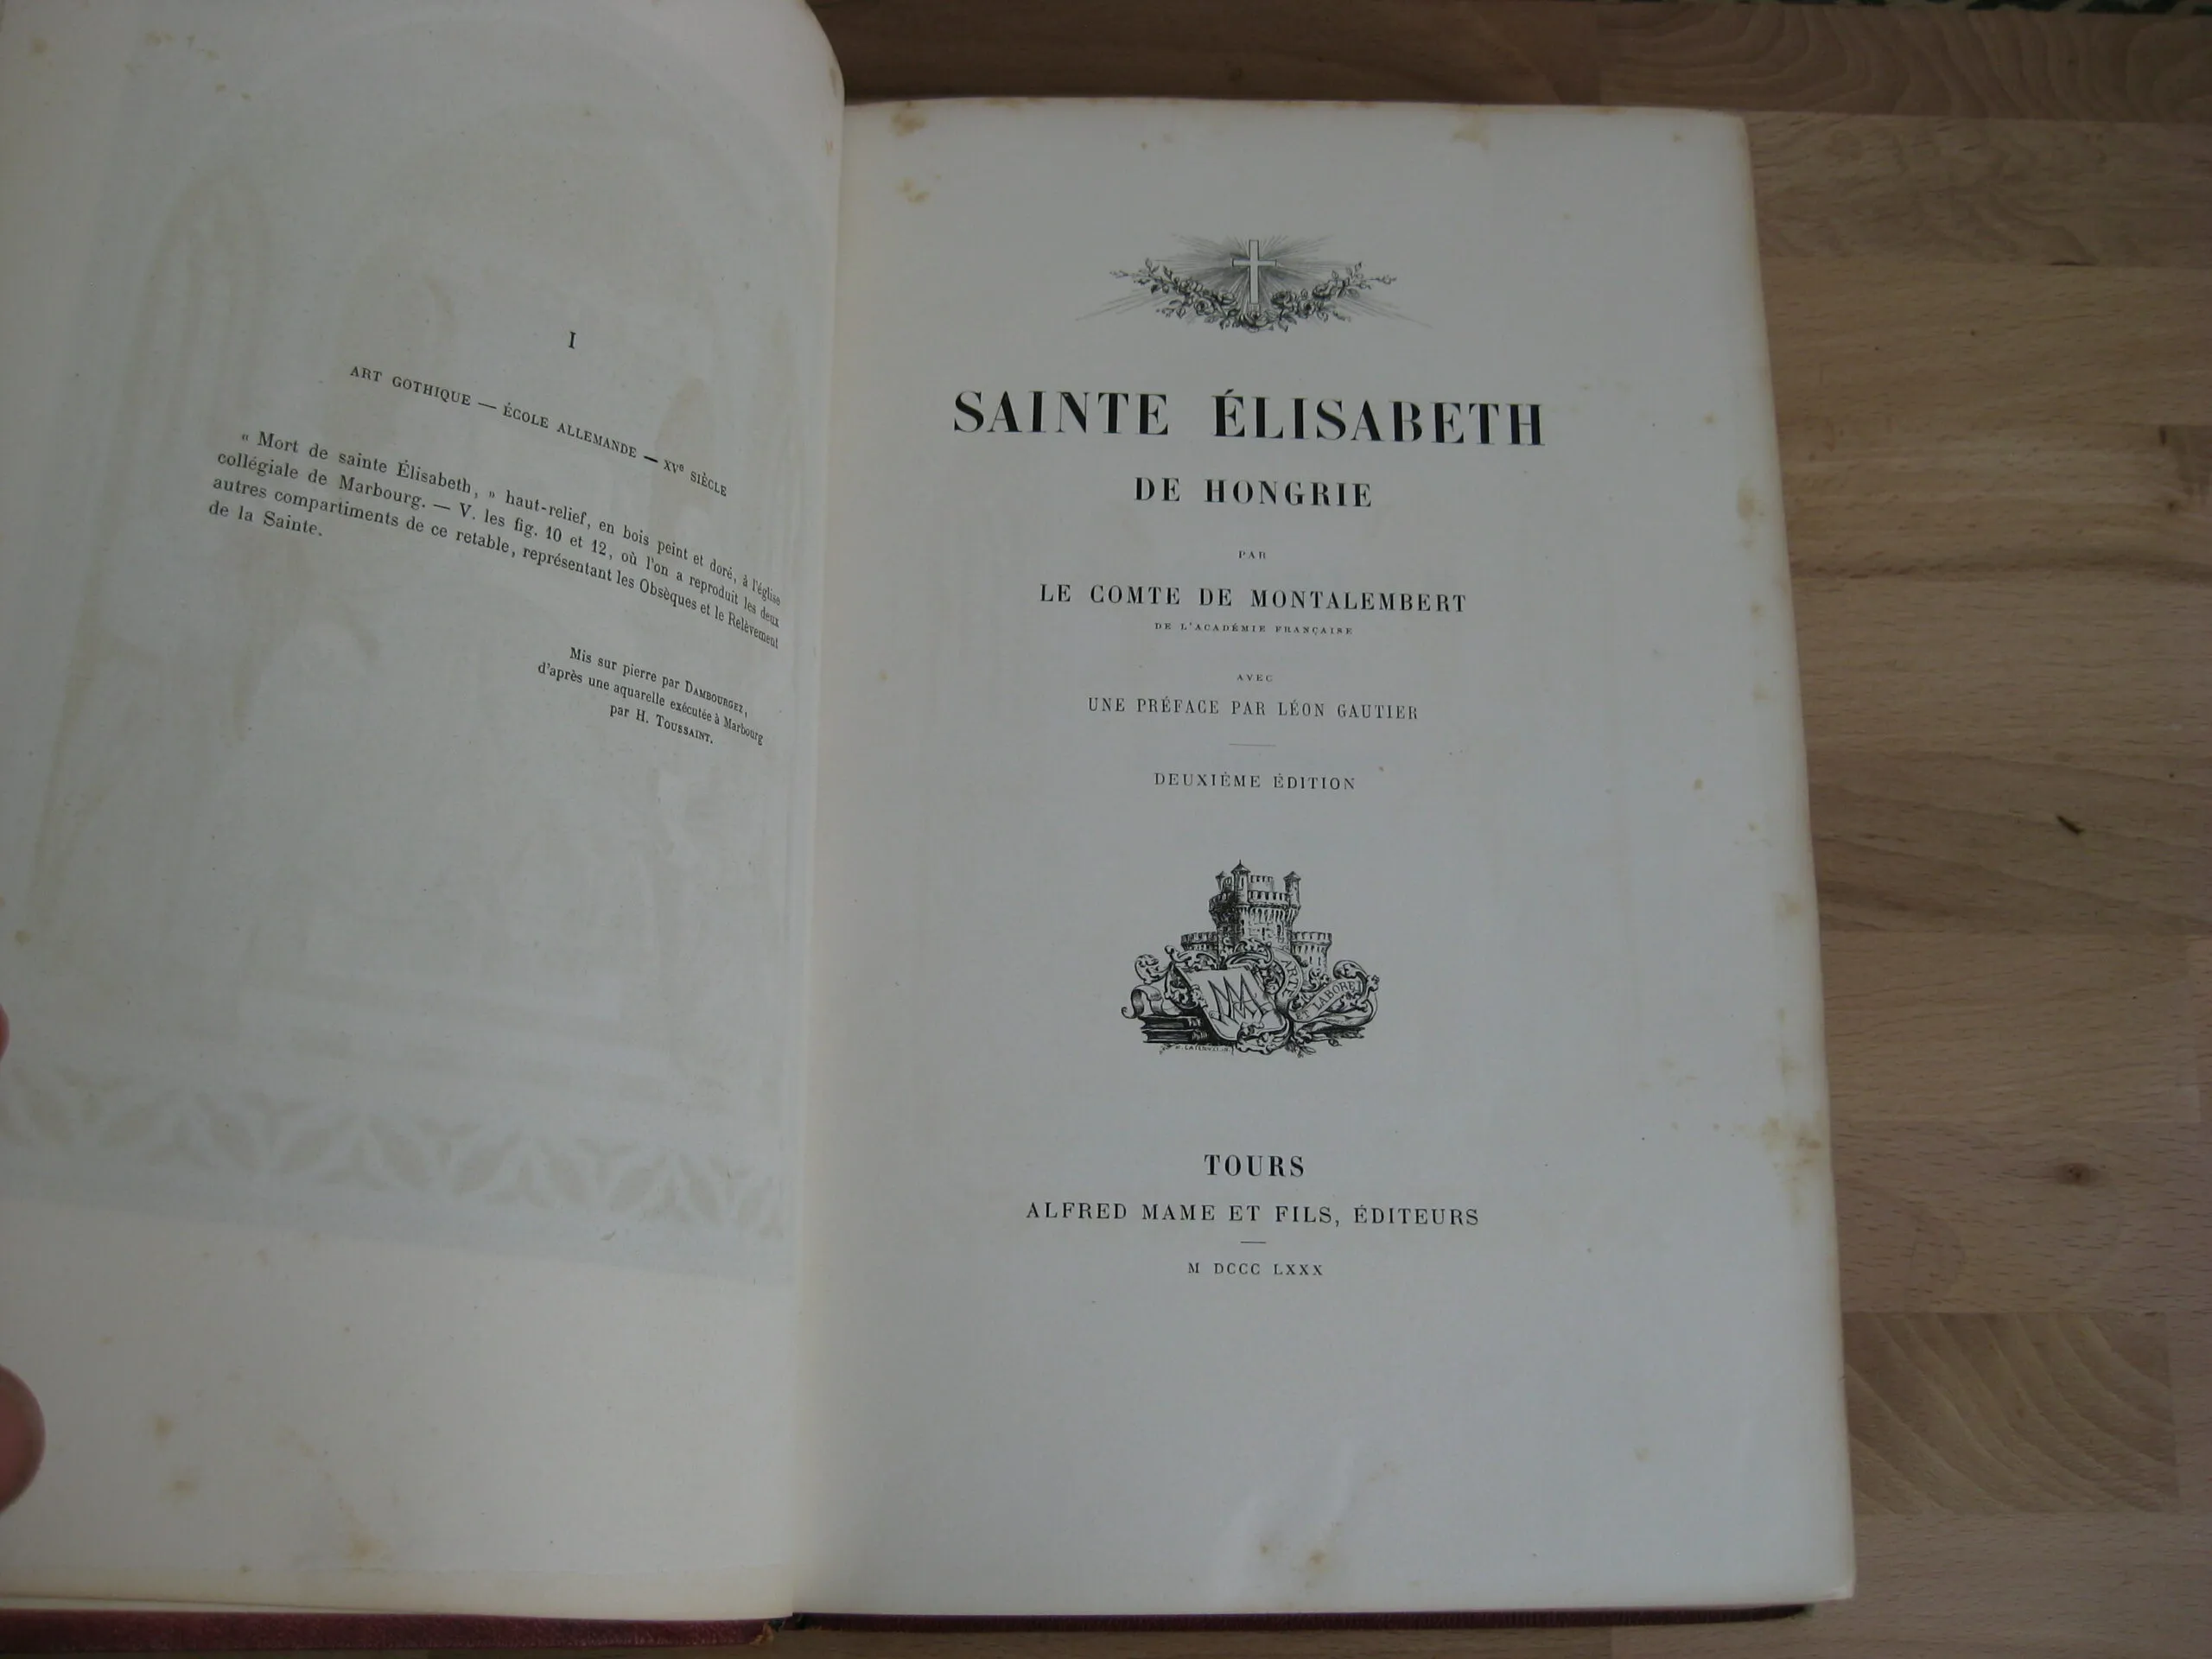 I
ART GOTHIQUE — ÉCOLE ALLEMANDE — XVe SIÈCLE
« Mort de sainte Élisabeth, » haut-relief, en bois peint et doré, à l'église
collégiale de Marbourg. — V. les fig. 10 et 12, où l'on a reproduit les deux
autres compartiments de ce retable, représentant les Obsèques et le Relèvement
de la Sainte.
Mis sur pierre par DAMBOURGEZ,
d'après une aquarelle exécutée à Marbourg
par H. TOUSSAINT.
SAINTE ÉLISABETH
DE HONGRIE
PAR
LE COMTE DE MONTALEMBERT
DE L'ACADÉMIE FRANÇAISE
AVEC
UNE PRÉFACE PAR LÉON GAUTIER
DEUXIÈME ÉDITION
ARTE
ET LABORE
TOURS
ALFRED MAME ET FILS, ÉDITEURS
M DCCC LXXX